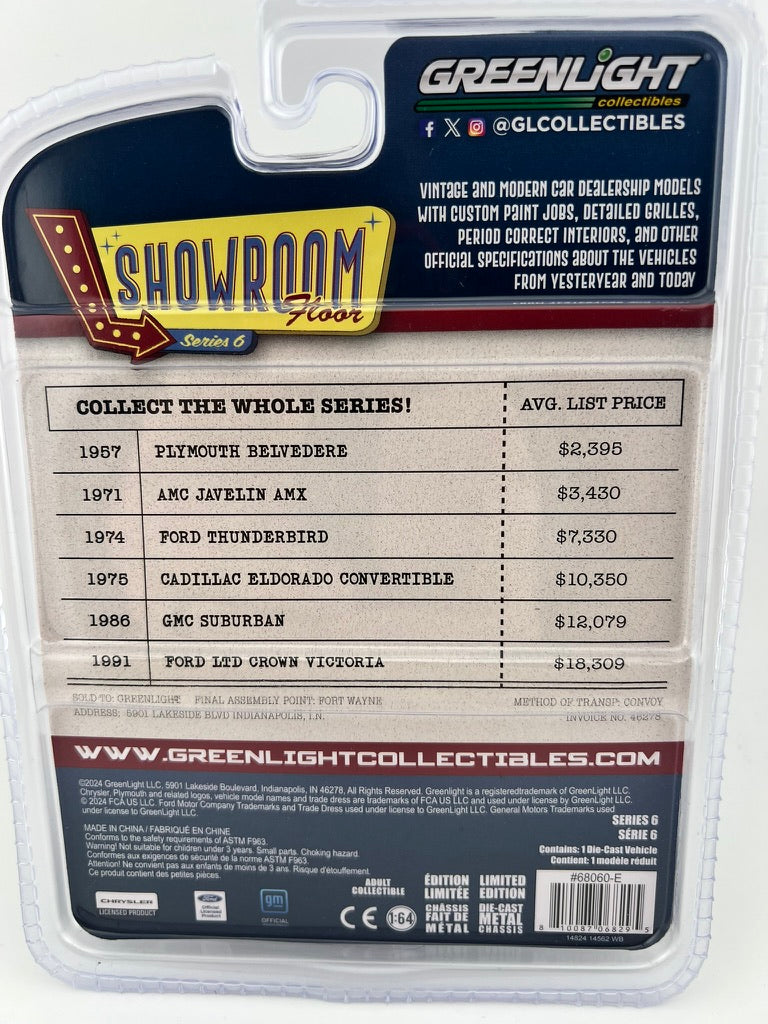 GREENLIGHT
collectibles
@GLCOLLECTIBLES
VINTAGE AND MODERN CAR DEALERSHIP MODELS
WITH CUSTOM PAINT JOBS, DETAILED GRILLES,
PERIOD CORRECT INTERIORS, AND OTHER
OFFICIAL SPECIFICATIONS ABOUT THE VEHICLES
FROM YESTERYEAR AND TODAY
SHOWROOM
Floor
Series 6
COLLECT THE WHOLE SERIES! AVG. LIST PRICE
1957 PLYMOUTH BELVEDERE $2,395
1971 AMC JAVELIN AMX $3,430
1974 FORD THUNDERBIRD $7,330
1975 CADILLAC ELDORADO CONVERTIBLE $10,350
1986 GMC SUBURBAN $12,079
1991 FORD LTD CROWN VICTORIA $18,309
SOLD TO: GREENLIGHT FINAL ASSEMBLY POINT: FORT WAYNE METHOD OF TRANSP: CONVOY
ADDRESS: 5901 LAKESIDE BLVD INDIANAPOLIS, I.N. INVOICE NO. 46278
WWW.GREENLIGHTCOLLECTIBLES.COM
©2024 GreenLight LLC. 5901 Lakeside Boulevard, Indianapolis, IN 46278, All Rights Reserved. Greenlight is a registeredtrademark of Greenlight LLC.
Chrysler, Plymouth and related logos, vehicle model names and trade dress are trademarks of FCA US LLC and used under license by GreenLight LLC.
© 2024 FCA US LLC. Ford Motor Company Trademarks and Trade Dress used under license to GreenLight LLC. General Motors Trademarks used
under license to GreenLight LLC.
SERIES 6
SÉRIE 6
MADE IN CHINA / FABRIQUÉ EN CHINE
Conforms to the safety requirements of ASTM F963.
Warning! Not suitable for children under 3 years. Small parts. Choking hazard.
Conformes aux exigences de sécurité de la norme ASTM F963.
Attention! Ne convient pas aux enfants de moins de 3 ans. Risque d'étouffement.
Ce produit contient des petites pièces.
Contains: 1 Die-Cast Vehicle
Contient: 1 modèle réduit
CHRYSLER
LICENSED PRODUCT
Ford
Official
Licensed
Product
gm
OFFICIAL
ADULT
COLLECTIBLE
CE 1:64
ÉDITION
LIMITÉE
CHÂSSIS
FAIT DE
MÉTAL
LIMITED
EDITION
DIE-CAST
METAL
CHASSIS
#68060-E
8 10087 06829 5
14824 14562 WB